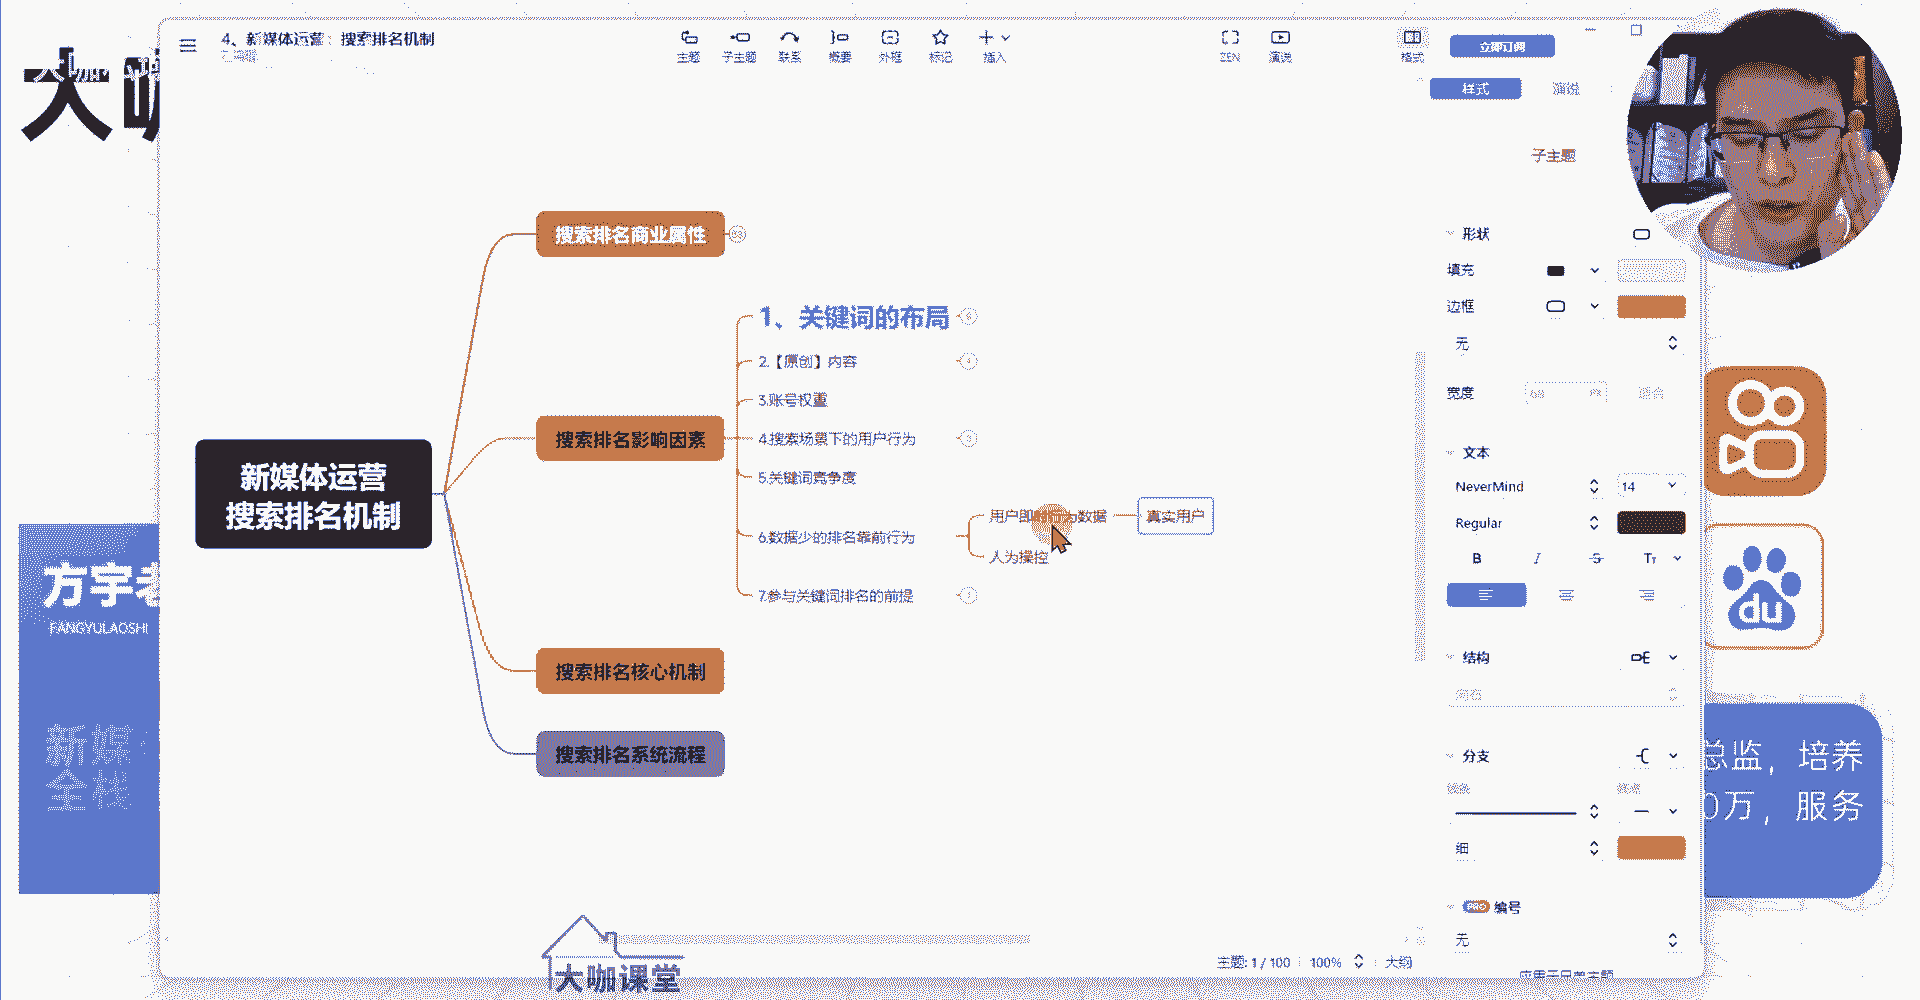 4、新媒体运营：搜索排名机制
主题
子主题
联系
概要
外框
标记
插入
ZEN
演说
格式
立即订阅
样式
演说
子主题
大咖
搜索排名商业属性
形状
填充
边框
无
宽度
1、关键词的布局
2.【原创】内容
3.账号权重
搜索排名影响因素
4.搜索场景下的用户行为
5.关键词竞争度
新媒体运营
搜索排名机制
用户即时行为数据
真实用户
6.数据少的排名靠前行为
人为操控
7.参与关键词排名的前提
文本
NeverMind
14
Regular
B
I
S
Tт
方宇老
FANGYULAOSHI
du
搜索排名核心机制
结构
新媒
全栈
搜索排名系统流程
分支
总监，培养
0万，服务
细
PRO 编号
无
大咖课堂
主题: 1 / 100
100%
大纲